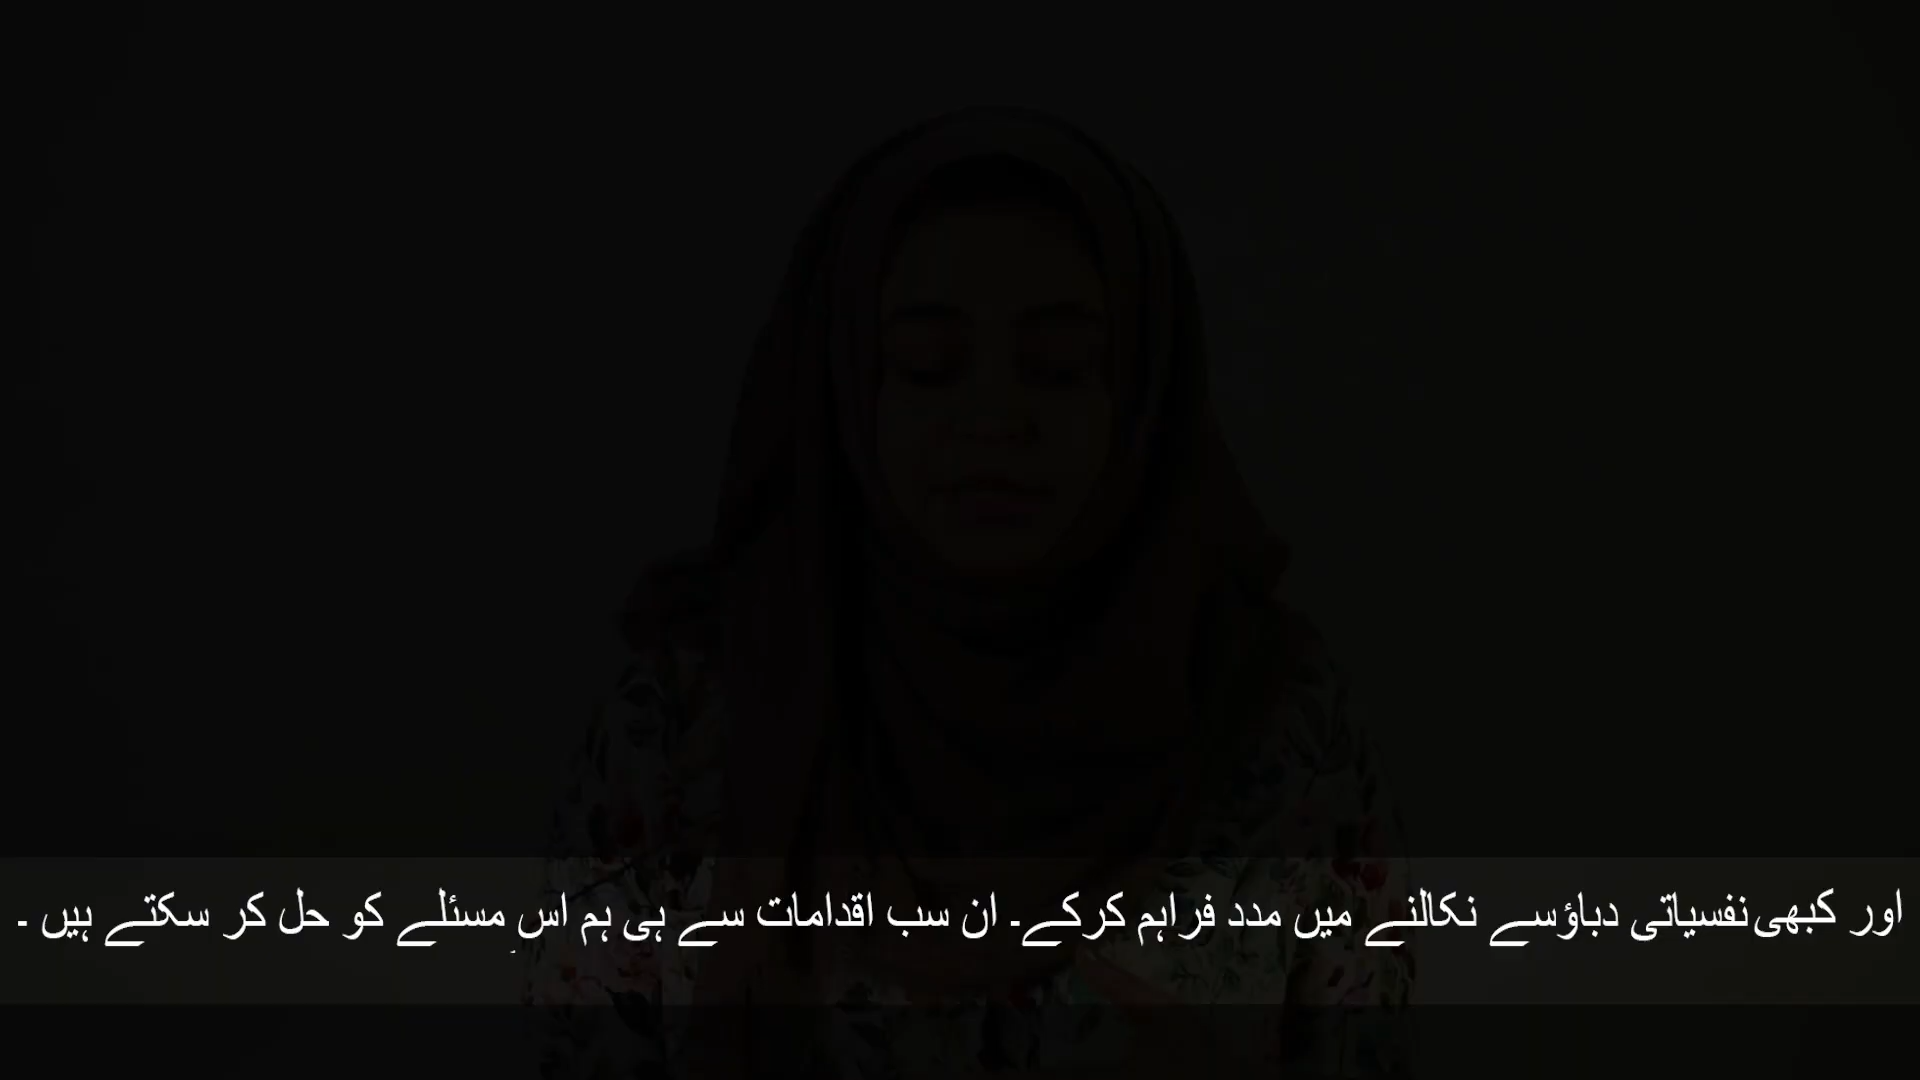 اور کبھی نفسیاتی دباؤ سے نکالنے میں مدد فراہم کرکے۔ ان سب اقدامات سے ہی ہم اس مسئلے کو حل کر سکتے ہیں ۔